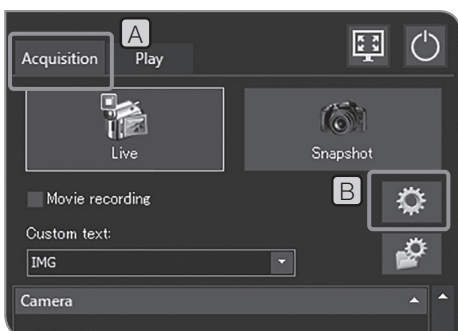 A
Acquisition Play
Live Snapshot
Movie recording
B
Custom text:
IMG
Camera